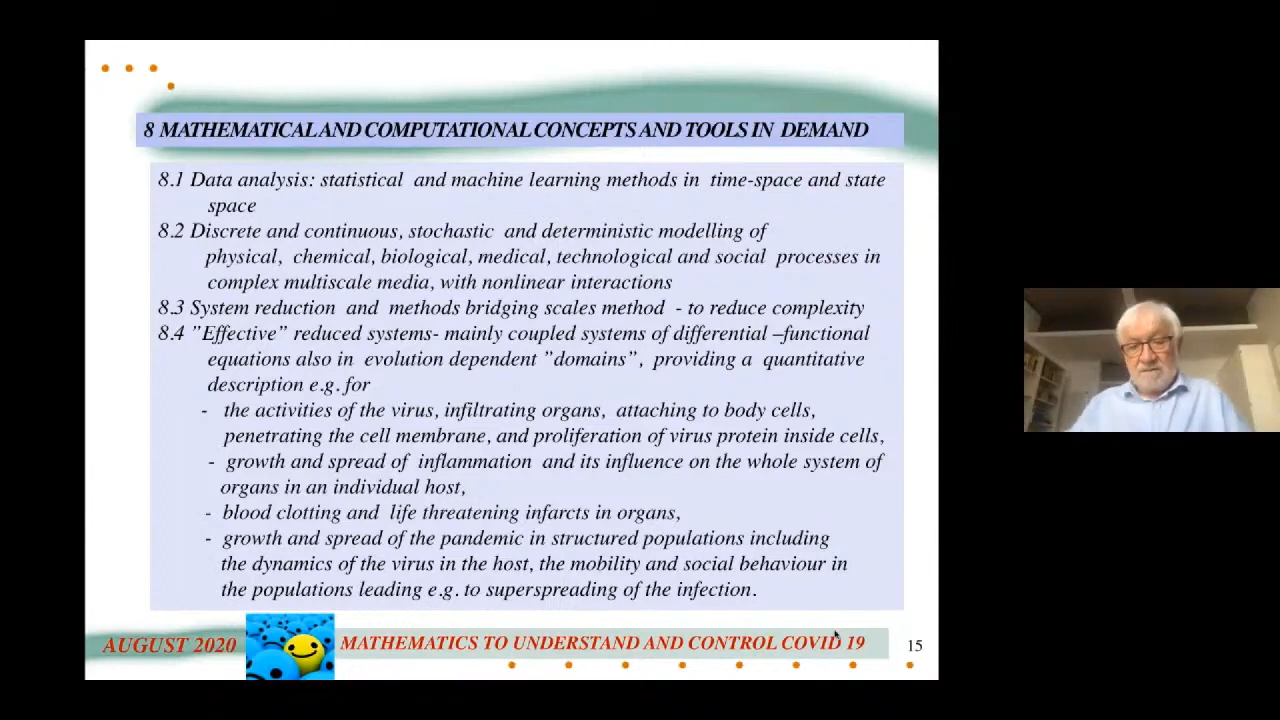 8 MATHEMATICAL AND COMPUTATIONAL CONCEPTS AND TOOLS IN DEMAND
8.1 Data analysis: statistical and machine learning methods in time-space and state
space
8.2 Discrete and continuous, stochastic and deterministic modelling of
physical, chemical, biological, medical, technological and social processes in
complex multiscale media, with nonlinear interactions
8.3 System reduction and methods bridging scales method - to reduce complexity
8.4 ”Effective” reduced systems- mainly coupled systems of differential –functional
equations also in evolution dependent ”domains”, providing a quantitative
description e.g. for
- the activities of the virus, infiltrating organs, attaching to body cells,
penetrating the cell membrane, and proliferation of virus protein inside cells,
- growth and spread of inflammation and its influence on the whole system of
organs in an individual host,
- blood clotting and life threatening infarcts in organs,
- growth and spread of the pandemic in structured populations including
the dynamics of the virus in the host, the mobility and social behaviour in
the populations leading e.g. to superspreading of the infection.
AUGUST 2020 MATHEMATICS TO UNDERSTAND AND CONTROL COVID 19 15